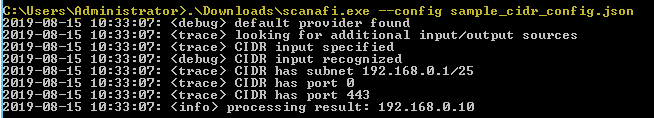 C:\Users\Administrator>.\Downloads\scanafi.exe --config sample_cidr_config.json
2019-08-15 10:33:07: <debug> default provider found
2019-08-15 10:33:07: <trace> looking for additional input/output sources
2019-08-15 10:33:07: <trace> CIDR input specified
2019-08-15 10:33:07: <debug> CIDR input recognized
2019-08-15 10:33:07: <trace> CIDR has subnet 192.168.0.1/25
2019-08-15 10:33:07: <trace> CIDR has port 0
2019-08-15 10:33:07: <trace> CIDR has port 443
2019-08-15 10:33:07: <info> processing result: 192.168.0.10